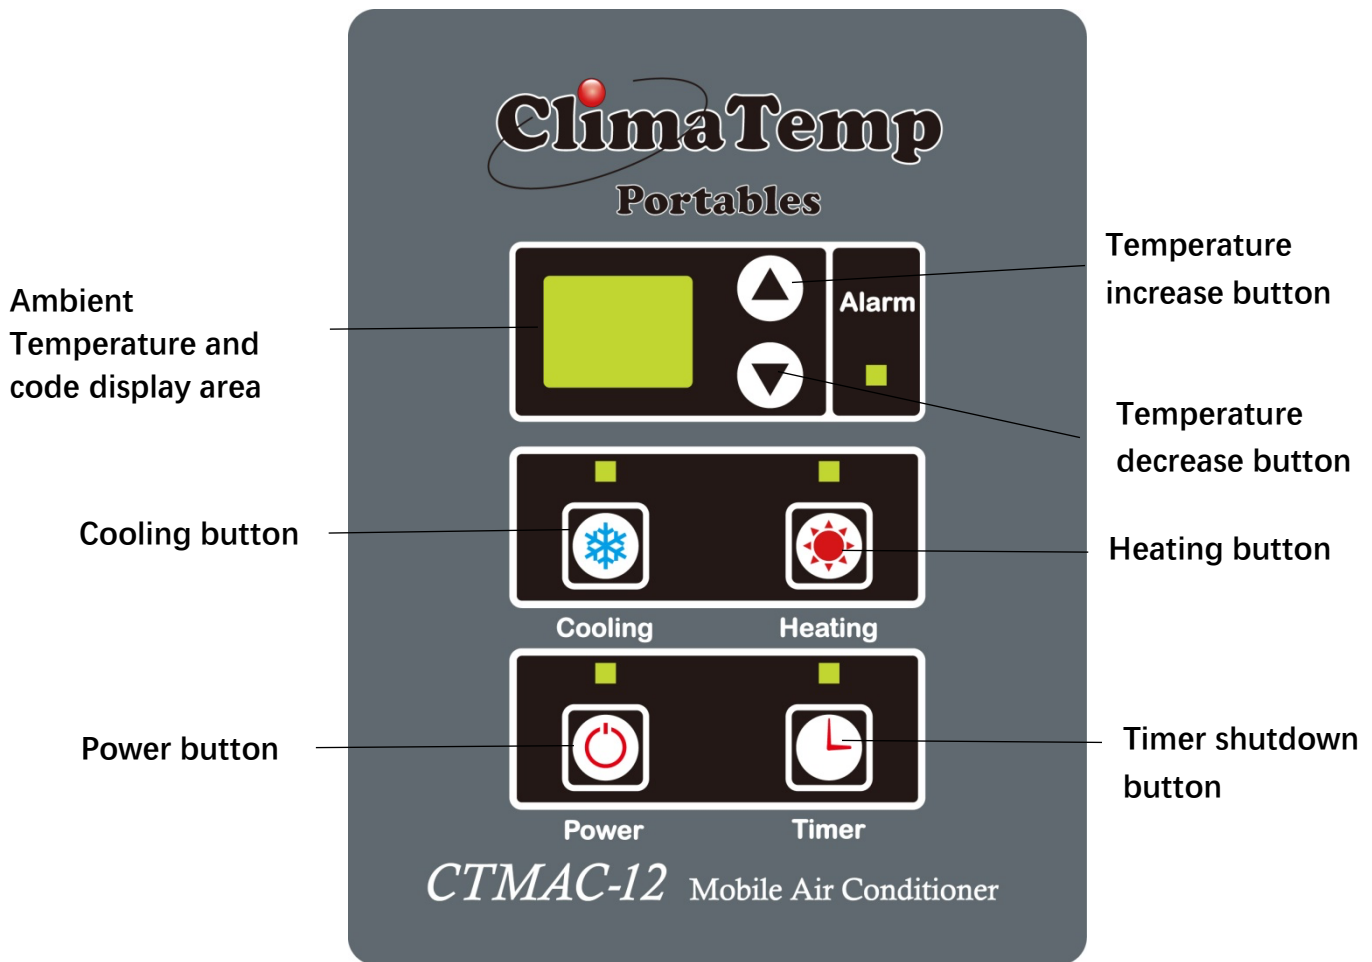 ClimaTemp
Portables
Temperature
increase button
Alarm
Ambient
Temperature and
code display area
Temperature
decrease button
Cooling button
Heating button
Cooling
Heating
Power button
Timer shutdown
button
Power
Timer
CTMAC-12 Mobile Air Conditioner